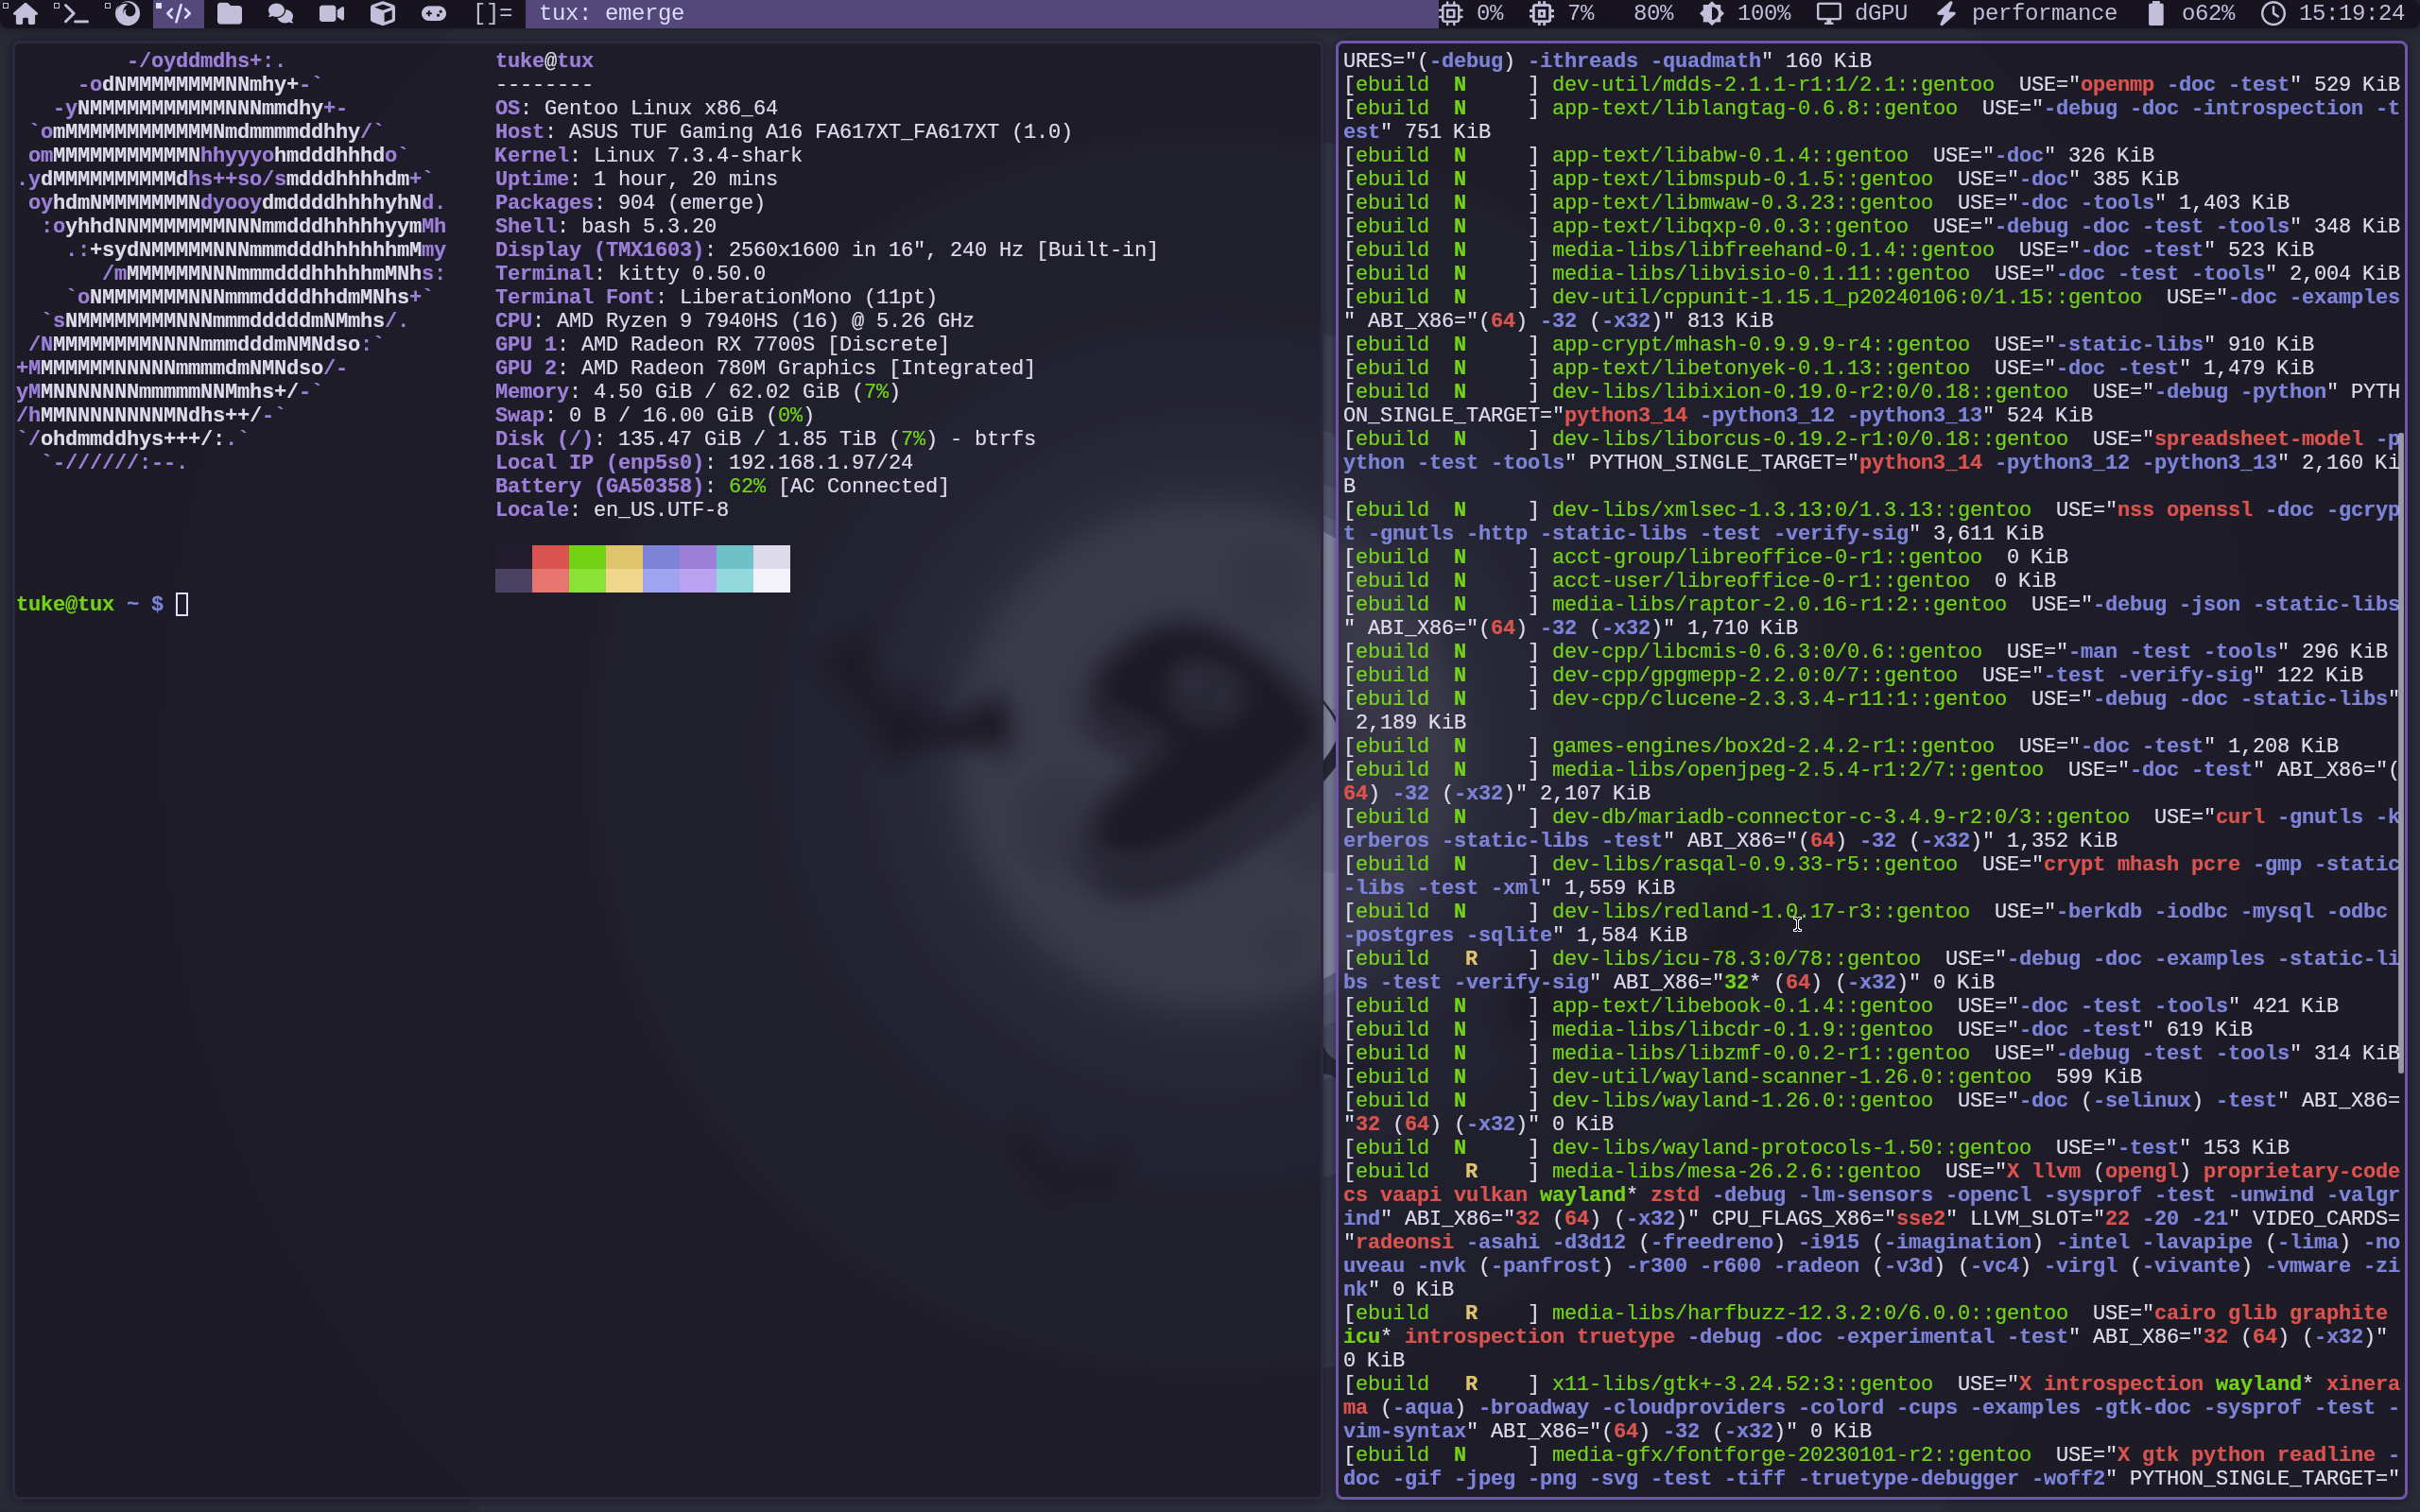 []= tux: emerge 0% 7% 80% 100% dGPU performance o62% 15:19:24
-/oyddmdhs+:.
-odNMMMMMMMMNNmhy+-`
-yNMMMMMMMMMMMNNNmmdhy+-
`omMMMMMMMMMMMMNmdmmmmddhhy/`
omMMMMMMMMMMMNhhyyyohmdddhhhdo`
.ydMMMMMMMMMMdhs++so/smdddhhhhdm+`
oyhdmNMMMMMMMNdyooydmddddhhhhyhNd.
:oyhhdNNMMMMMMMNNNmmdddhhhhhyymMh
.:+sydNMMMMMNNNmmmdddhhhhhhmMmy
/mMMMMMMNNNmmmdddhhhhhmMNhs:
`oNMMMMMMMNNNmmmddddhhdmMNhs+`
`sNMMMMMMMMNNNmmmdddddmNMmhs/.
/NMMMMMMMMNNNNmmmdddmNMNdso:`
+MMMMMMMNNNNNmmmmdmNMNdso/-
yMMNNNNNNNmmmmmNNMmhs+/-`
/hMMNNNNNNNNMNdhs++/-`
`/ohdmmddhys+++/:.`
`-//////:--.
tuke@tux
--------
OS: Gentoo Linux x86_64
Host: ASUS TUF Gaming A16 FA617XT_FA617XT (1.0)
Kernel: Linux 7.3.4-shark
Uptime: 1 hour, 20 mins
Packages: 904 (emerge)
Shell: bash 5.3.20
Display (TMX1603): 2560x1600 in 16", 240 Hz [Built-in]
Terminal: kitty 0.50.0
Terminal Font: LiberationMono (11pt)
CPU: AMD Ryzen 9 7940HS (16) @ 5.26 GHz
GPU 1: AMD Radeon RX 7700S [Discrete]
GPU 2: AMD Radeon 780M Graphics [Integrated]
Memory: 4.50 GiB / 62.02 GiB (7%)
Swap: 0 B / 16.00 GiB (0%)
Disk (/): 135.47 GiB / 1.85 TiB (7%) - btrfs
Local IP (enp5s0): 192.168.1.97/24
Battery (GA50358): 62% [AC Connected]
Locale: en_US.UTF-8
tuke@tux ~ $
URES="(-debug) -ithreads -quadmath" 160 KiB
[ebuild  N     ] dev-util/mdds-2.1.1-r1:1/2.1::gentoo  USE="openmp -doc -test" 529 KiB
[ebuild  N     ] app-text/liblangtag-0.6.8::gentoo  USE="-debug -doc -introspection -t
est" 751 KiB
[ebuild  N     ] app-text/libabw-0.1.4::gentoo  USE="-doc" 326 KiB
[ebuild  N     ] app-text/libmspub-0.1.5::gentoo  USE="-doc" 385 KiB
[ebuild  N     ] app-text/libmwaw-0.3.23::gentoo  USE="-doc -tools" 1,403 KiB
[ebuild  N     ] app-text/libqxp-0.0.3::gentoo  USE="-debug -doc -test -tools" 348 KiB
[ebuild  N     ] media-libs/libfreehand-0.1.4::gentoo  USE="-doc -test" 523 KiB
[ebuild  N     ] media-libs/libvisio-0.1.11::gentoo  USE="-doc -test -tools" 2,004 KiB
[ebuild  N     ] dev-util/cppunit-1.15.1_p20240106:0/1.15::gentoo  USE="-doc -examples
" ABI_X86="(64) -32 (-x32)" 813 KiB
[ebuild  N     ] app-crypt/mhash-0.9.9.9-r4::gentoo  USE="-static-libs" 910 KiB
[ebuild  N     ] app-text/libetonyek-0.1.13::gentoo  USE="-doc -test" 1,479 KiB
[ebuild  N     ] dev-libs/libixion-0.19.0-r2:0/0.18::gentoo  USE="-debug -python" PYTH
ON_SINGLE_TARGET="python3_14 -python3_12 -python3_13" 524 KiB
[ebuild  N     ] dev-libs/liborcus-0.19.2-r1:0/0.18::gentoo  USE="spreadsheet-model -p
ython -test -tools" PYTHON_SINGLE_TARGET="python3_14 -python3_12 -python3_13" 2,160 Ki
B
[ebuild  N     ] dev-libs/xmlsec-1.3.13:0/1.3.13::gentoo  USE="nss openssl -doc -gcryp
t -gnutls -http -static-libs -test -verify-sig" 3,611 KiB
[ebuild  N     ] acct-group/libreoffice-0-r1::gentoo  0 KiB
[ebuild  N     ] acct-user/libreoffice-0-r1::gentoo  0 KiB
[ebuild  N     ] media-libs/raptor-2.0.16-r1:2::gentoo  USE="-debug -json -static-libs
" ABI_X86="(64) -32 (-x32)" 1,710 KiB
[ebuild  N     ] dev-cpp/libcmis-0.6.3:0/0.6::gentoo  USE="-man -test -tools" 296 KiB
[ebuild  N     ] dev-cpp/gpgmepp-2.2.0:0/7::gentoo  USE="-test -verify-sig" 122 KiB
[ebuild  N     ] dev-cpp/clucene-2.3.3.4-r11:1::gentoo  USE="-debug -doc -static-libs"
2,189 KiB
[ebuild  N     ] games-engines/box2d-2.4.2-r1::gentoo  USE="-doc -test" 1,208 KiB
[ebuild  N     ] media-libs/openjpeg-2.5.4-r1:2/7::gentoo  USE="-doc -test" ABI_X86="(
64) -32 (-x32)" 2,107 KiB
[ebuild  N     ] dev-db/mariadb-connector-c-3.4.9-r2:0/3::gentoo  USE="curl -gnutls -k
erberos -static-libs -test" ABI_X86="(64) -32 (-x32)" 1,352 KiB
[ebuild  N     ] dev-libs/rasqal-0.9.33-r5::gentoo  USE="crypt mhash pcre -gmp -static
-libs -test -xml" 1,559 KiB
[ebuild  N     ] dev-libs/redland-1.0.17-r3::gentoo  USE="-berkdb -iodbc -mysql -odbc
-postgres -sqlite" 1,584 KiB
[ebuild   R    ] dev-libs/icu-78.3:0/78::gentoo  USE="-debug -doc -examples -static-li
bs -test -verify-sig" ABI_X86="32* (64) (-x32)" 0 KiB
[ebuild  N     ] app-text/libebook-0.1.4::gentoo  USE="-doc -test -tools" 421 KiB
[ebuild  N     ] media-libs/libcdr-0.1.9::gentoo  USE="-doc -test" 619 KiB
[ebuild  N     ] media-libs/libzmf-0.0.2-r1::gentoo  USE="-debug -test -tools" 314 KiB
[ebuild  N     ] dev-util/wayland-scanner-1.26.0::gentoo  599 KiB
[ebuild  N     ] dev-libs/wayland-1.26.0::gentoo  USE="-doc (-selinux) -test" ABI_X86=
"32 (64) (-x32)" 0 KiB
[ebuild  N     ] dev-libs/wayland-protocols-1.50::gentoo  USE="-test" 153 KiB
[ebuild   R    ] media-libs/mesa-26.2.6::gentoo  USE="X llvm (opengl) proprietary-code
cs vaapi vulkan wayland* zstd -debug -lm-sensors -opencl -sysprof -test -unwind -valgr
ind" ABI_X86="32 (64) (-x32)" CPU_FLAGS_X86="sse2" LLVM_SLOT="22 -20 -21" VIDEO_CARDS=
"radeonsi -asahi -d3d12 (-freedreno) -i915 (-imagination) -intel -lavapipe (-lima) -no
uveau -nvk (-panfrost) -r300 -r600 -radeon (-v3d) (-vc4) -virgl (-vivante) -vmware -zi
nk" 0 KiB
[ebuild   R    ] media-libs/harfbuzz-12.3.2:0/6.0.0::gentoo  USE="cairo glib graphite
icu* introspection truetype -debug -doc -experimental -test" ABI_X86="32 (64) (-x32)"
0 KiB
[ebuild   R    ] x11-libs/gtk+-3.24.52:3::gentoo  USE="X introspection wayland* xinera
ma (-aqua) -broadway -cloudproviders -colord -cups -examples -gtk-doc -sysprof -test -
vim-syntax" ABI_X86="(64) -32 (-x32)" 0 KiB
[ebuild  N     ] media-gfx/fontforge-20230101-r2::gentoo  USE="X gtk python readline -
doc -gif -jpeg -png -svg -test -tiff -truetype-debugger -woff2" PYTHON_SINGLE_TARGET="